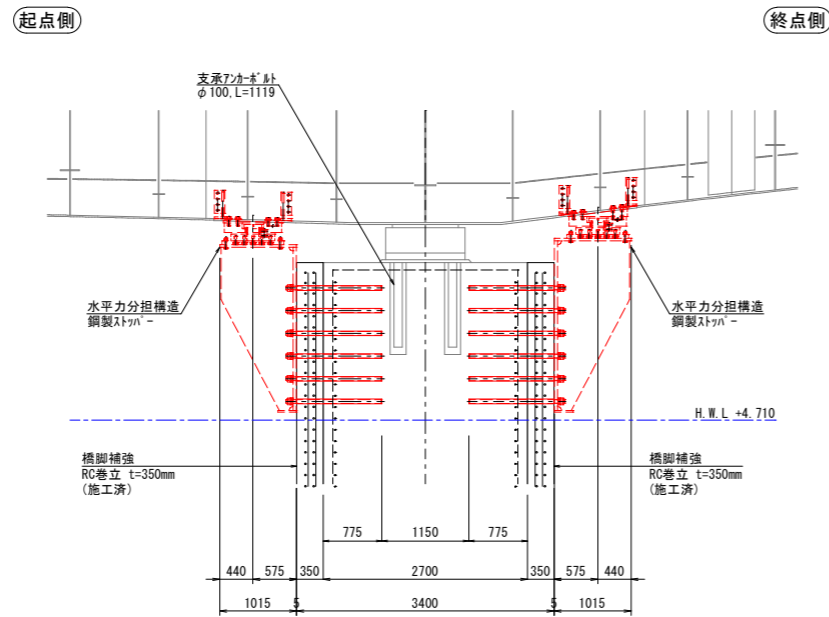 起点側
終点側
支承アンカーボルト
φ100, L=1119
水平力分担構造
鋼製ストッパー
水平力分担構造
鋼製ストッパー
H.W.L +4.710
橋脚補強
RC巻立 t=350mm
(施工済)
橋脚補強
RC巻立 t=350mm
(施工済)
775 1150 775
440 575 350 2700 350 575 440
1015 5 3400 5 1015